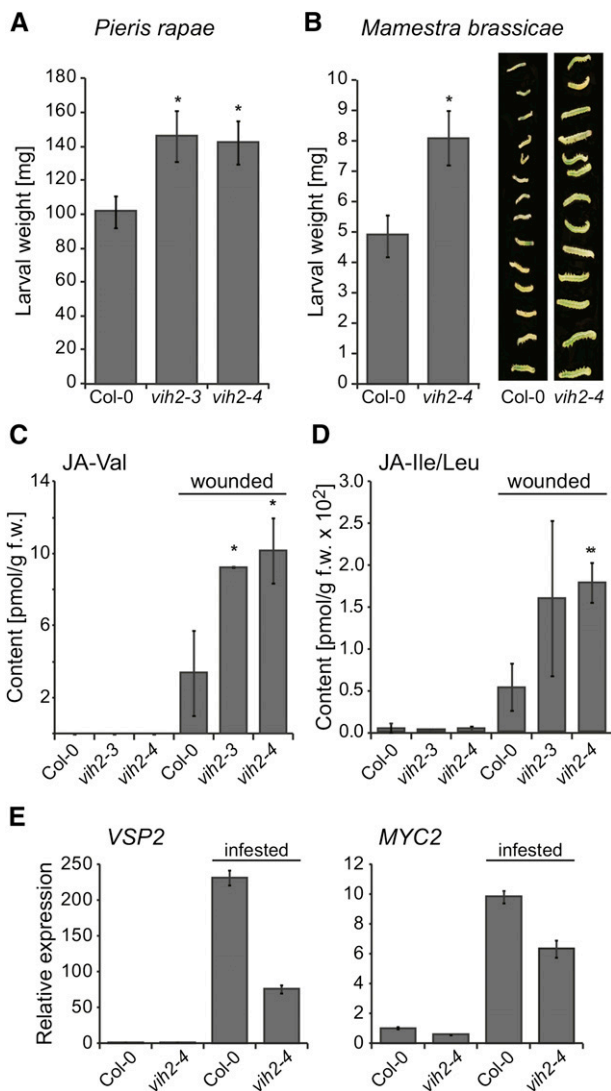 A
Pieris rapae
Larval weight [mg]
180
160
140
120
100
80
60
40
20
0
*
*
Col-0
vih2-3
vih2-4
B
Mamestra brassicae
Larval weight [mg]
10
9
8
7
6
5
4
3
2
1
0
*
Col-0
vih2-4
Col-0
vih2-4
C
JA-Val
wounded
Content [pmol/g f.w.]
14
10
6
2
*
*
Col-0
vih2-3
vih2-4
Col-0
vih2-3
vih2-4
D
JA-Ile/Leu
wounded
Content [pmol/g f.w. x 10²]
3.0
2.5
2.0
1.5
1.0
0.5
0.0
**
Col-0
vih2-3
vih2-4
Col-0
vih2-3
vih2-4
E
VSP2
infested
Relative expression
250
200
150
100
50
0
Col-0
vih2-4
Col-0
vih2-4
MYC2
infested
12
10
8
6
4
2
0
Col-0
vih2-4
Col-0
vih2-4